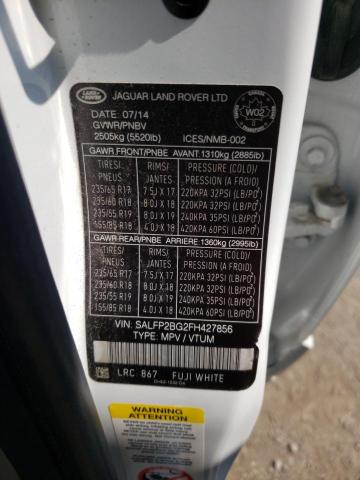 LAND ROVER
JAGUAR LAND ROVER LTD
DATE: 07/14
GVWR/PNBV
2505kg (5520lb)
ICES/NMB-002
W02
GAWR FRONT/PNBE AVANT:1310kg (2885lb)
TIRES/ PNEUS RIMS/ JANTES PRESSION (COLD)/ PRESSION (A FROID)
235/65 R17 7.5J X 17 220KPA 32PSI (LB/PO²)
235/60 R18 8.0J X 18 220KPA 32PSI (LB/PO²)
235/55 R19 8.0J X 19 240KPA 35PSI (LB/PO²)
155/85 R18 4.0J X 18 420KPA 60PSI (LB/PO²)
GAWR REAR/PNBE ARRIERE 1360kg (2995lb)
TIRES/ PNEUS RIMS/ JANTES PRESSURE (COLD)/ PRESSION (A FROID)
235/65 R17 7.5J X 17 220KPA 32PSI (LB/PO²)
235/60 R18 8.0J X 18 220KPA 32PSI (LB/PO²)
235/55 R19 8.0J X 19 240KPA 35PSI (LB/PO²)
155/85 R18 4.0J X 18 420KPA 60PSI (LB/PO²)
VIN: SALFP2BG2FH427856
TYPE: MPV / VTUM
LRC 867 FUJI WHITE
WARNING
AVERTISSEMENT